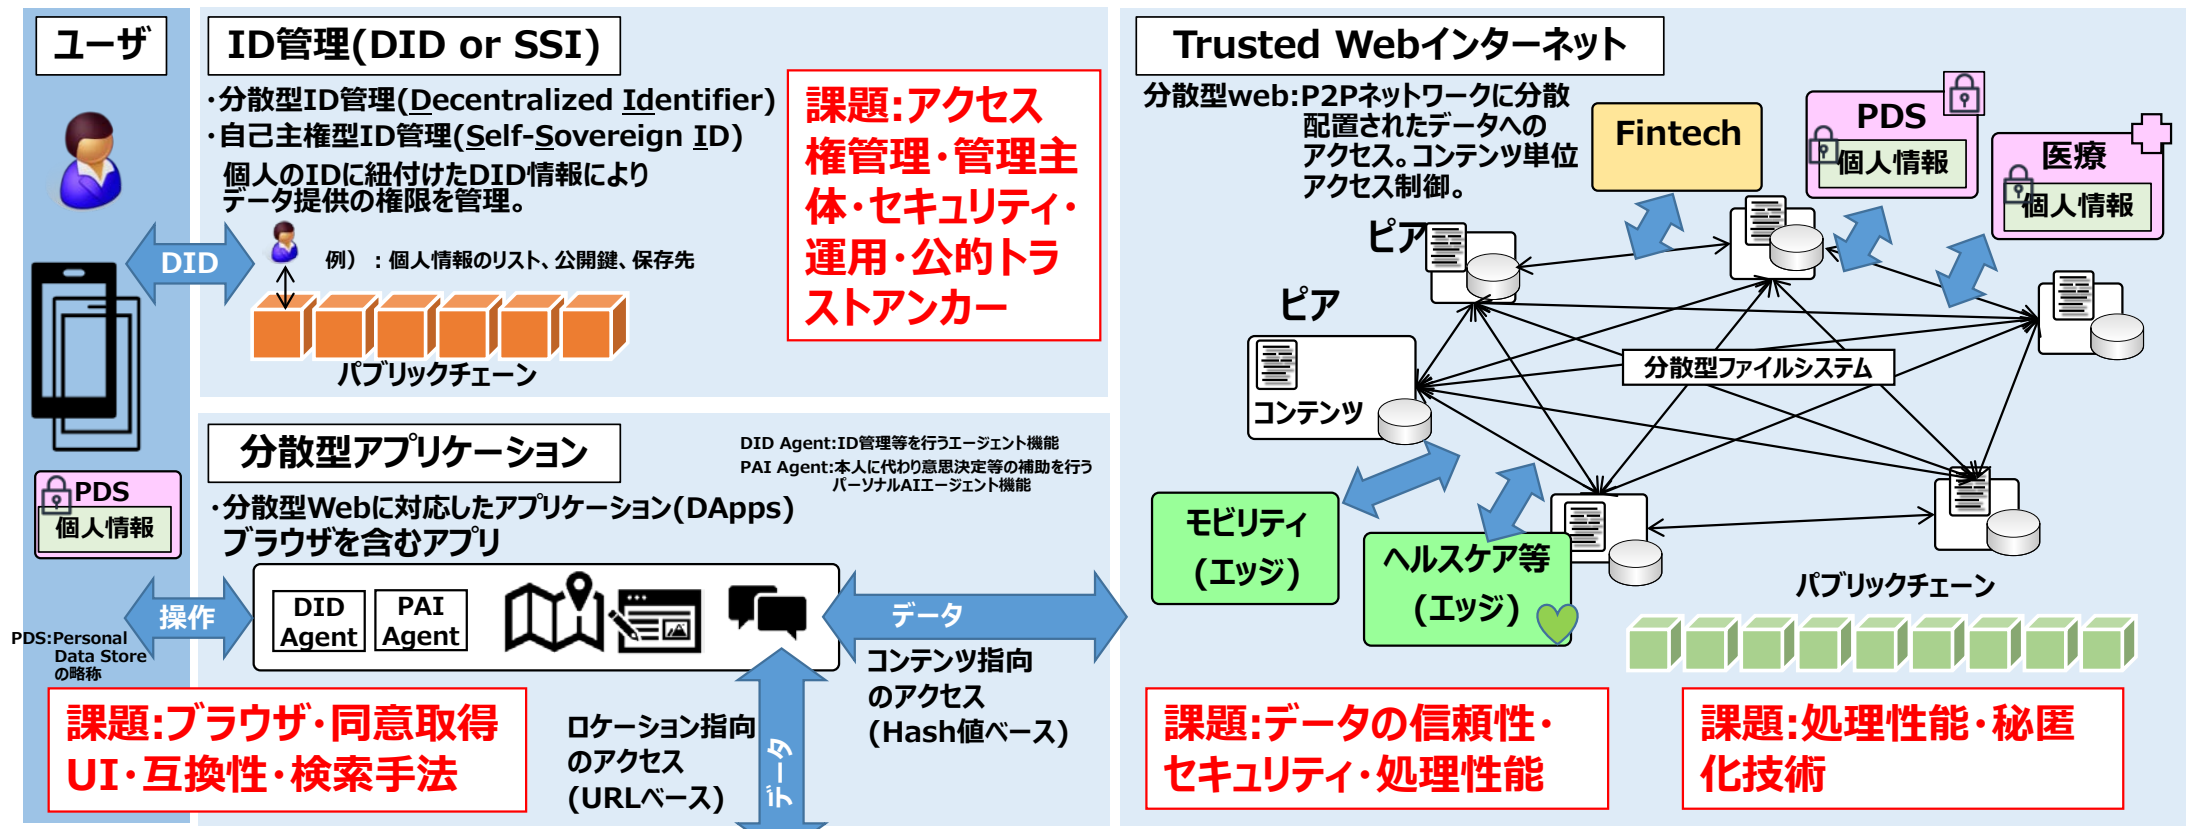 ユーザ
DID
PDS
個人情報
操作
PDS:Personal
Data Store
の略称
ID管理(DID or SSI)
・分散型ID管理(Decentralized Identifier)
・自己主権型ID管理(Self-Sovereign ID)
個人のIDに紐付けたDID情報により
データ提供の権限を管理。
例）：個人情報のリスト、公開鍵、保存先
パブリックチェーン
課題:アクセス
権管理・管理主
体・セキュリティ・
運用・公的トラ
ストアンカー
分散型アプリケーション
DID Agent:ID管理等を行うエージェント機能
PAI Agent:本人に代わり意思決定等の補助を行う
パーソナルAIエージェント機能
・分散型Webに対応したアプリケーション(DApps)
ブラウザを含むアプリ
DID
Agent
PAI
Agent
データ
コンテンツ指向
のアクセス
(Hash値ベース)
ロケーション指向
のアクセス
(URLベース)
データ
課題:ブラウザ・同意取得
UI・互換性・検索手法
Trusted Webインターネット
分散型web:P2Pネットワークに分散
配置されたデータへの
アクセス。コンテンツ単位
アクセス制御。
Fintech
PDS
個人情報
医療
個人情報
ピア
ピア
コンテンツ
分散型ファイルシステム
モビリティ
(エッジ)
ヘルスケア等
(エッジ)
パブリックチェーン
課題:データの信頼性・
セキュリティ・処理性能
課題:処理性能・秘匿
化技術